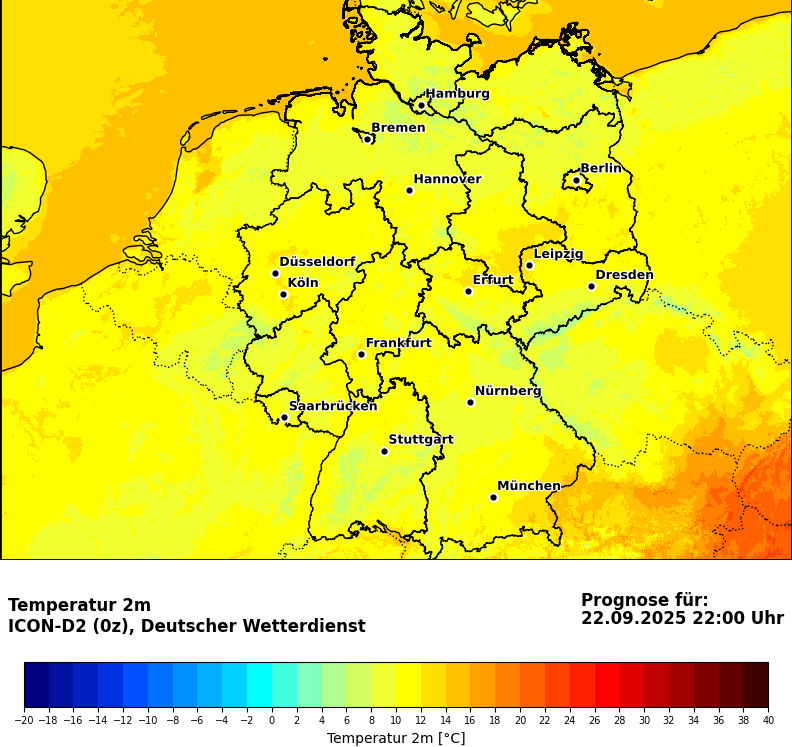 Hamburg
Bremen
Berlin
Hannover
Leipzig
Düsseldorf
Dresden
Köln
Erfurt
Frankfurt
Nürnberg
Saarbrücken
Stuttgart
München
Temperatur 2m
ICON-D2 (0z), Deutscher Wetterdienst
Prognose für:
22.09.2025 22:00 Uhr
−20 −18 −16 −14 −12 −10 −8 −6 −4 −2 0 2 4 6 8 10 12 14 16 18 20 22 24 26 28 30 32 34 36 38 40
Temperatur 2m [°C]